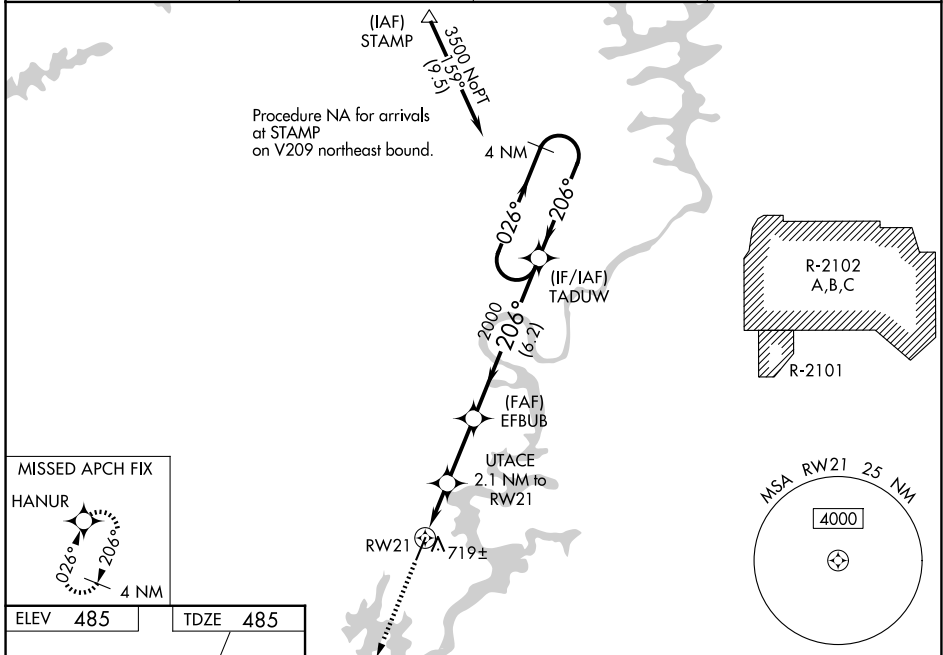 (IAF)
STAMP
3500 NoPT
159°
(9.5)
Procedure NA for arrivals
at STAMP
on V209 northeast bound.
4 NM
026°
206°
(IF/IAF)
TADUW
2000
206°
(6.2)
R-2102
A,B,C
R-2101
(FAF)
EFBUB
UTACE
2.1 NM to
RW21
RW21
719±
MISSED APCH FIX
HANUR
026°
206°
4 NM
MSA RW21 25 NM
4000
ELEV 485
TDZE 485